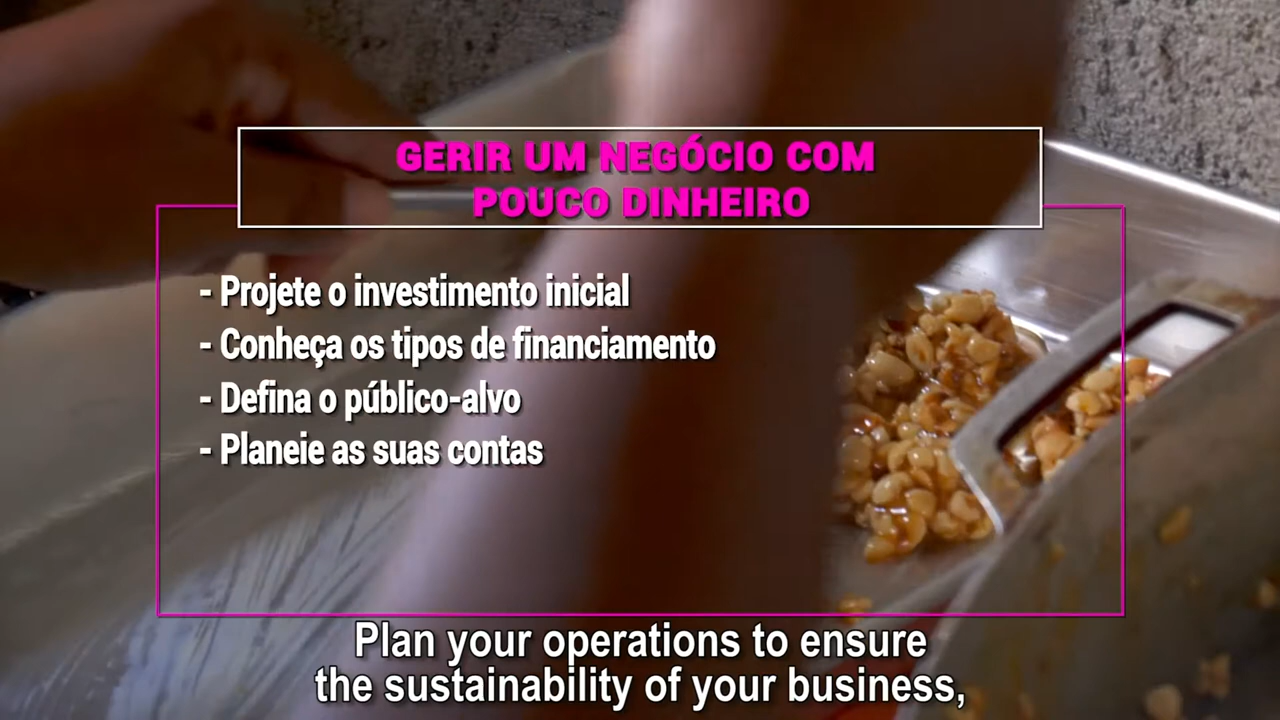 GERIR UM NEGÓCIO COM
POUCO DINHEIRO
- Projete o investimento inicial
- Conheça os tipos de financiamento
- Defina o público-alvo
- Planeie as suas contas
Plan your operations to ensure
the sustainability of your business,